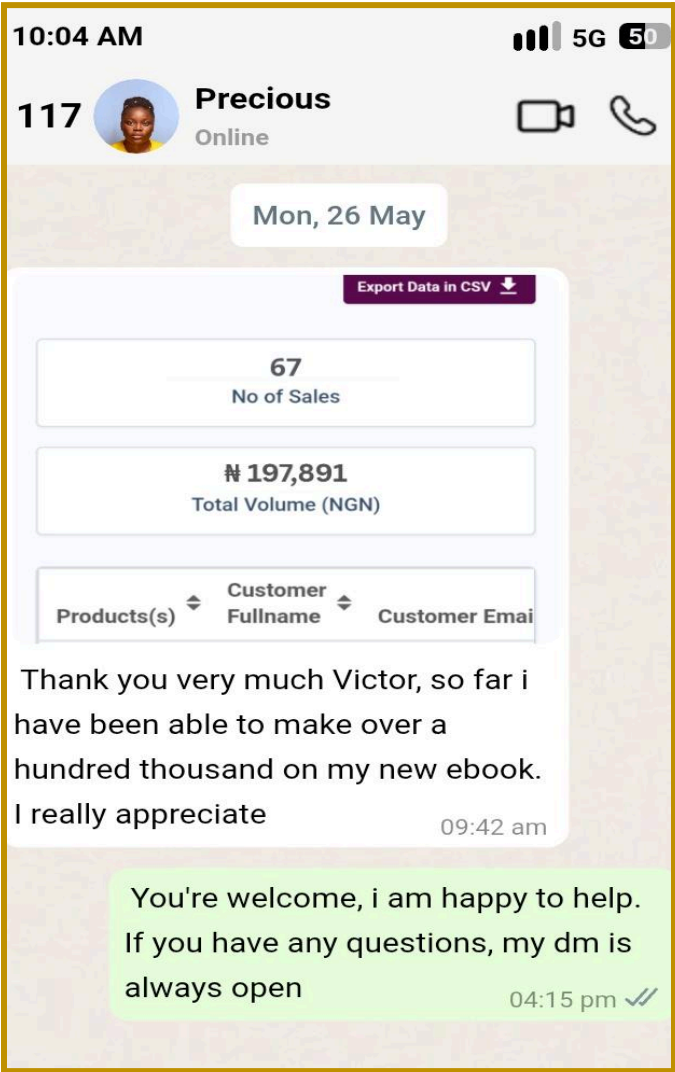 10:04 AM
5G 50
117
Precious
Online
Mon, 26 May
Export Data in CSV
67
No of Sales
₦ 197,891
Total Volume (NGN)
Products(s) Customer Fullname Customer Emai
Thank you very much Victor, so far i
have been able to make over a
hundred thousand on my new ebook.
I really appreciate
09:42 am
You're welcome, i am happy to help.
If you have any questions, my dm is
always open
04:15 pm